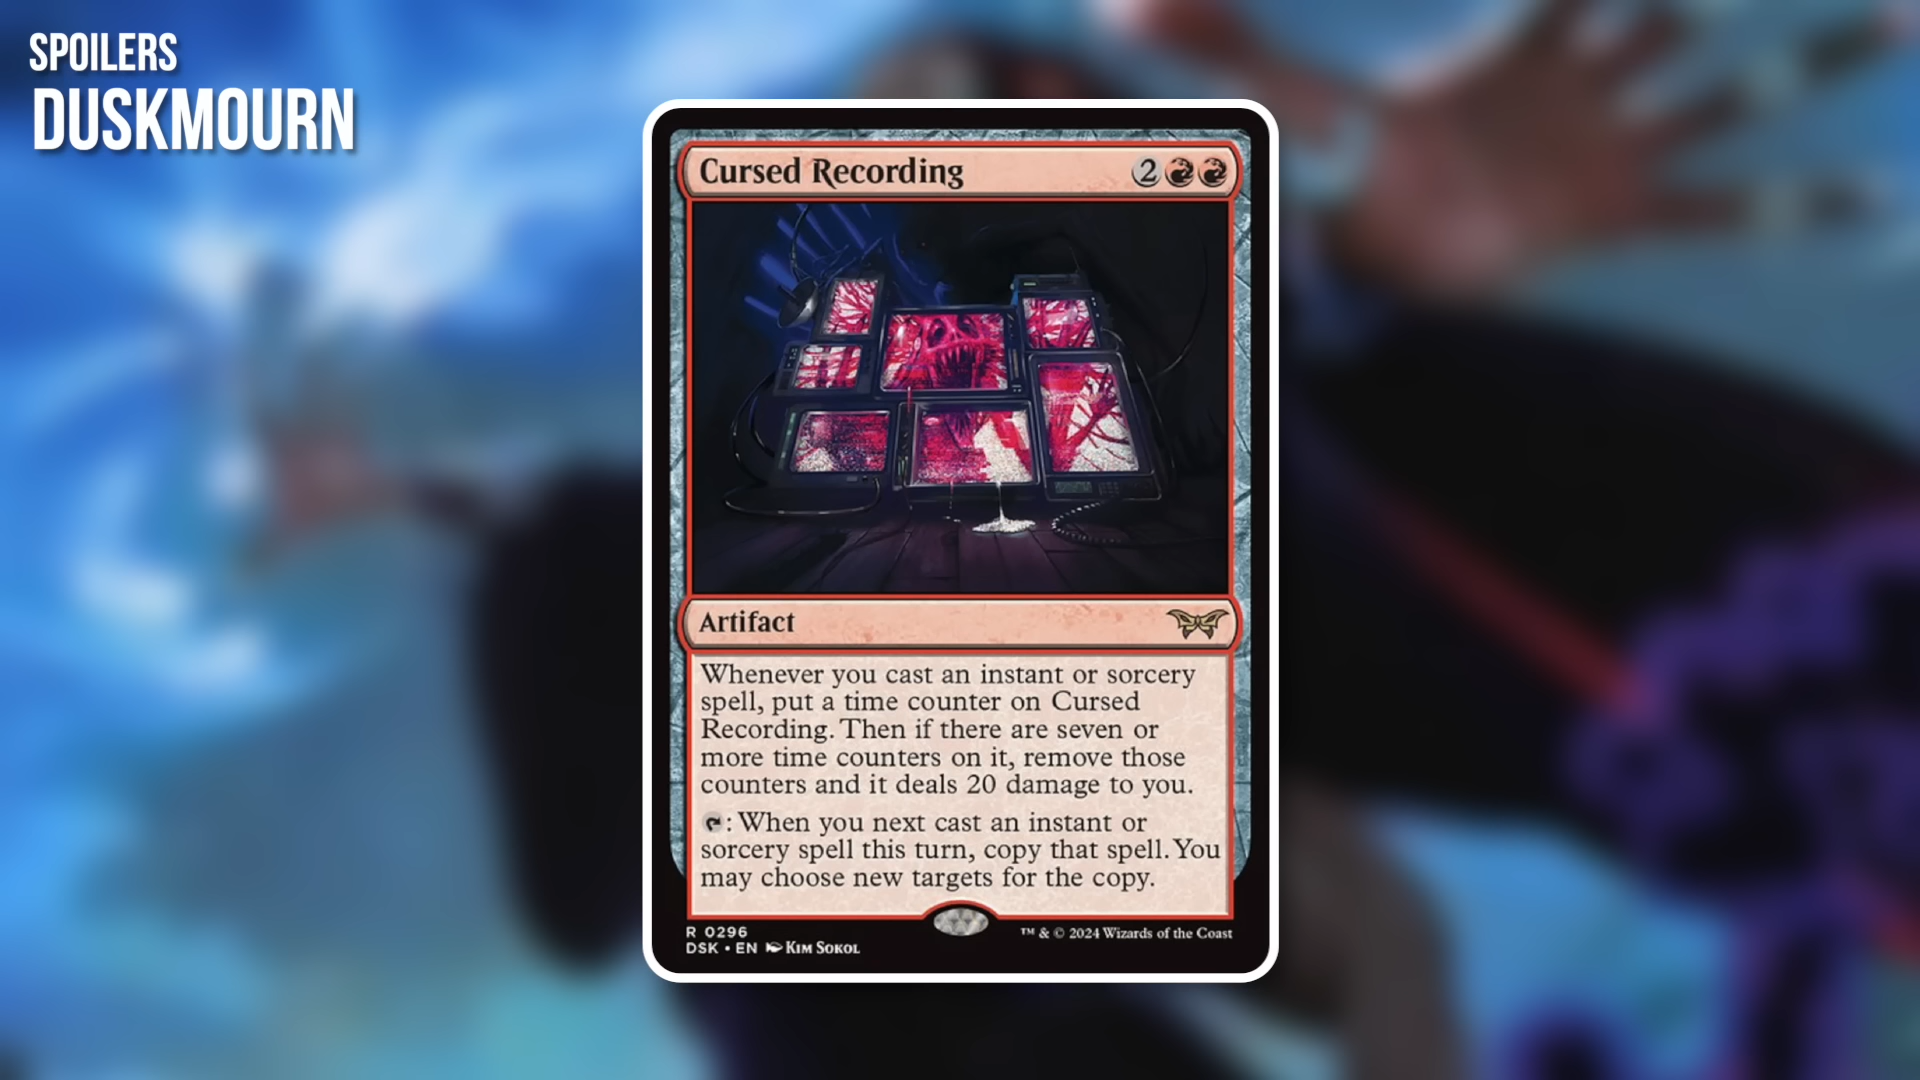 SPOILERS
DUSKMOURN
Cursed Recording 2
Artifact
Whenever you cast an instant or sorcery
spell, put a time counter on Cursed
Recording. Then if there are seven or
more time counters on it, remove those
counters and it deals 20 damage to you.
: When you next cast an instant or
sorcery spell this turn, copy that spell. You
may choose new targets for the copy.
R 0296
DSK • EN Kim Sokol
™ & © 2024 Wizards of the Coast